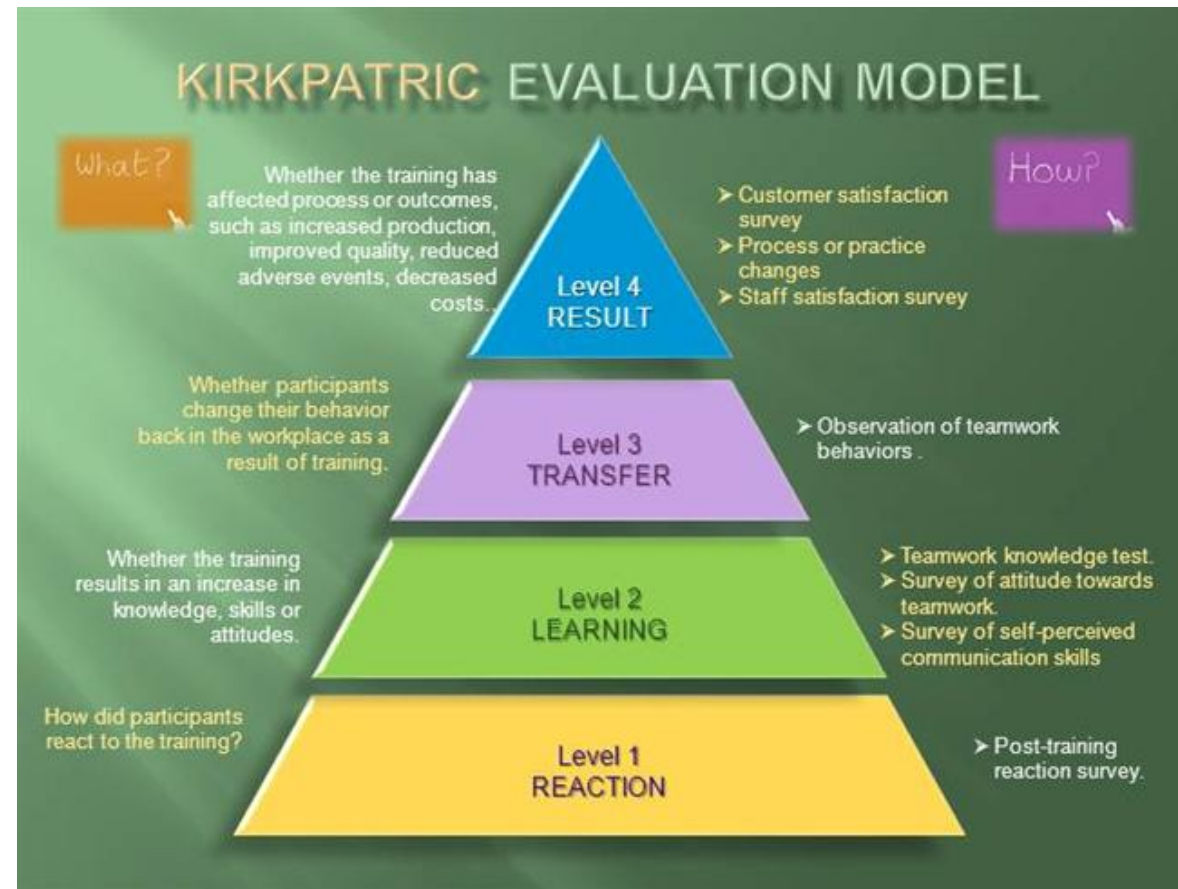 KIRKPATRIC EVALUATION MODEL
What?
How?
Whether the training has
affected process or outcomes,
such as increased production,
improved quality, reduced
adverse events, decreased
costs..
Level 4
RESULT
➤ Customer satisfaction
survey
➤ Process or practice
changes
➤ Staff satisfaction survey
Whether participants
change their behavior
back in the workplace as a
result of training.
Level 3
TRANSFER
➤ Observation of teamwork
behaviors .
Whether the training
results in an increase in
knowledge, skills or
attitudes.
Level 2
LEARNING
➤ Teamwork knowledge test.
➤ Survey of attitude towards
teamwork.
➤ Survey of self-perceived
communication skills
How did participants
react to the training?
Level 1
REACTION
➤ Post-training
reaction survey.